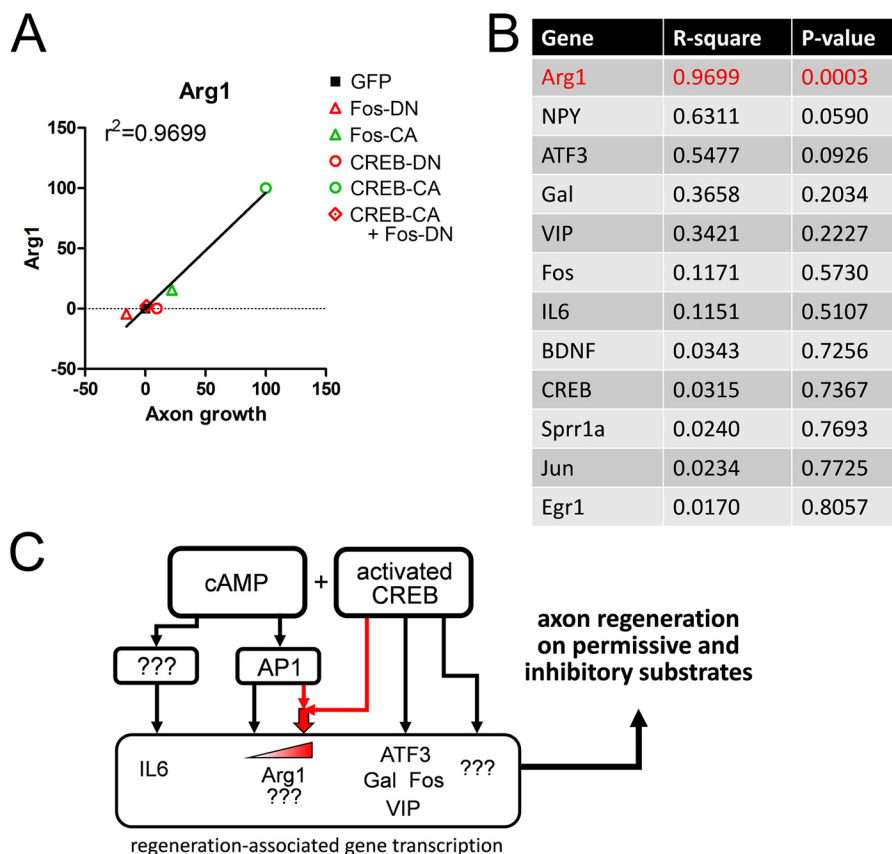 A
Arg1
r²=0.9699
150
100
50
0
-50
-50 0 50 100 150
Arg1
Axon growth
GFP
Fos-DN
Fos-CA
CREB-DN
CREB-CA
CREB-CA
+ Fos-DN
B
Gene R-square P-value
Arg1 0.9699 0.0003
NPY 0.6311 0.0590
ATF3 0.5477 0.0926
Gal 0.3658 0.2034
VIP 0.3421 0.2227
Fos 0.1171 0.5730
IL6 0.1151 0.5107
BDNF 0.0343 0.7256
CREB 0.0315 0.7367
Sprr1a 0.0240 0.7693
Jun 0.0234 0.7725
Egr1 0.0170 0.8057
C
cAMP + activated
CREB
??? AP1
IL6
Arg1
???
ATF3
Gal Fos
VIP
???
regeneration-associated gene transcription
axon regeneration
on permissive and
inhibitory substrates